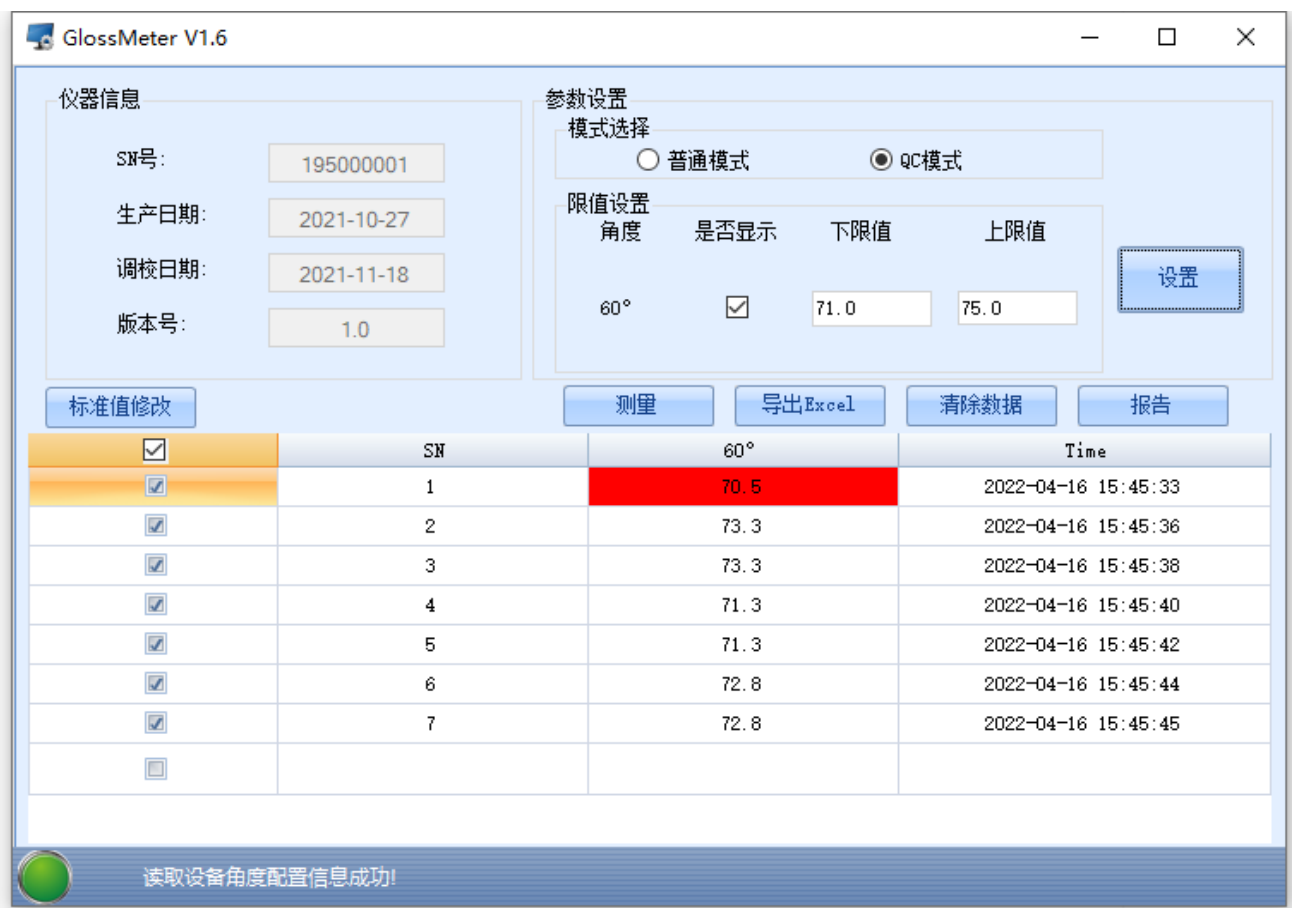 GlossMeter V1.6
仪器信息
SN号: 195000001
生产日期: 2021-10-27
调校日期: 2021-11-18
版本号: 1.0
参数设置
模式选择
普通模式 QC模式
限值设置
角度 是否显示 下限值 上限值
60° 71.0 75.0
设置
标准值修改 测量 导出Excel 清除数据 报告
SN 60° Time
1 70.5 2022-04-16 15:45:33
2 73.3 2022-04-16 15:45:36
3 73.3 2022-04-16 15:45:38
4 71.3 2022-04-16 15:45:40
5 71.3 2022-04-16 15:45:42
6 72.8 2022-04-16 15:45:44
7 72.8 2022-04-16 15:45:45
读取设备角度配置信息成功!